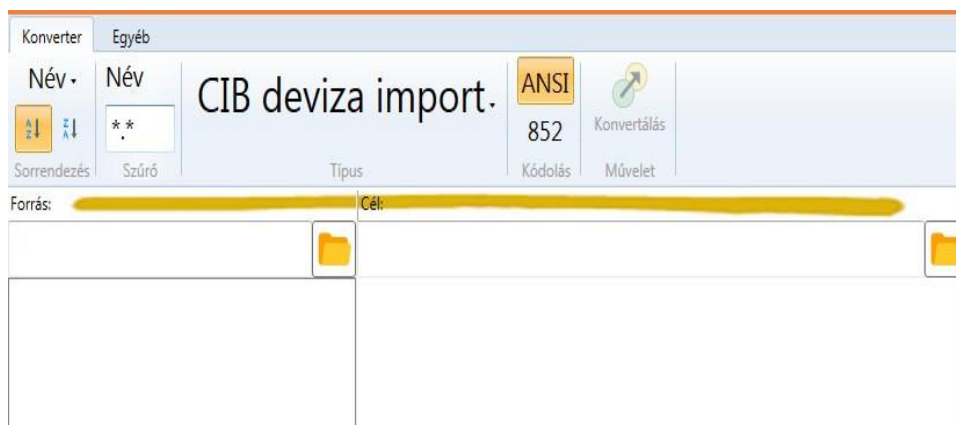 Konverter Egyéb
Név Név CIB deviza import ANSI
*.* 852 Konvertálás
Sorrendezés Szűrő Típus Kódolás Művelet
Forrás: Cél: